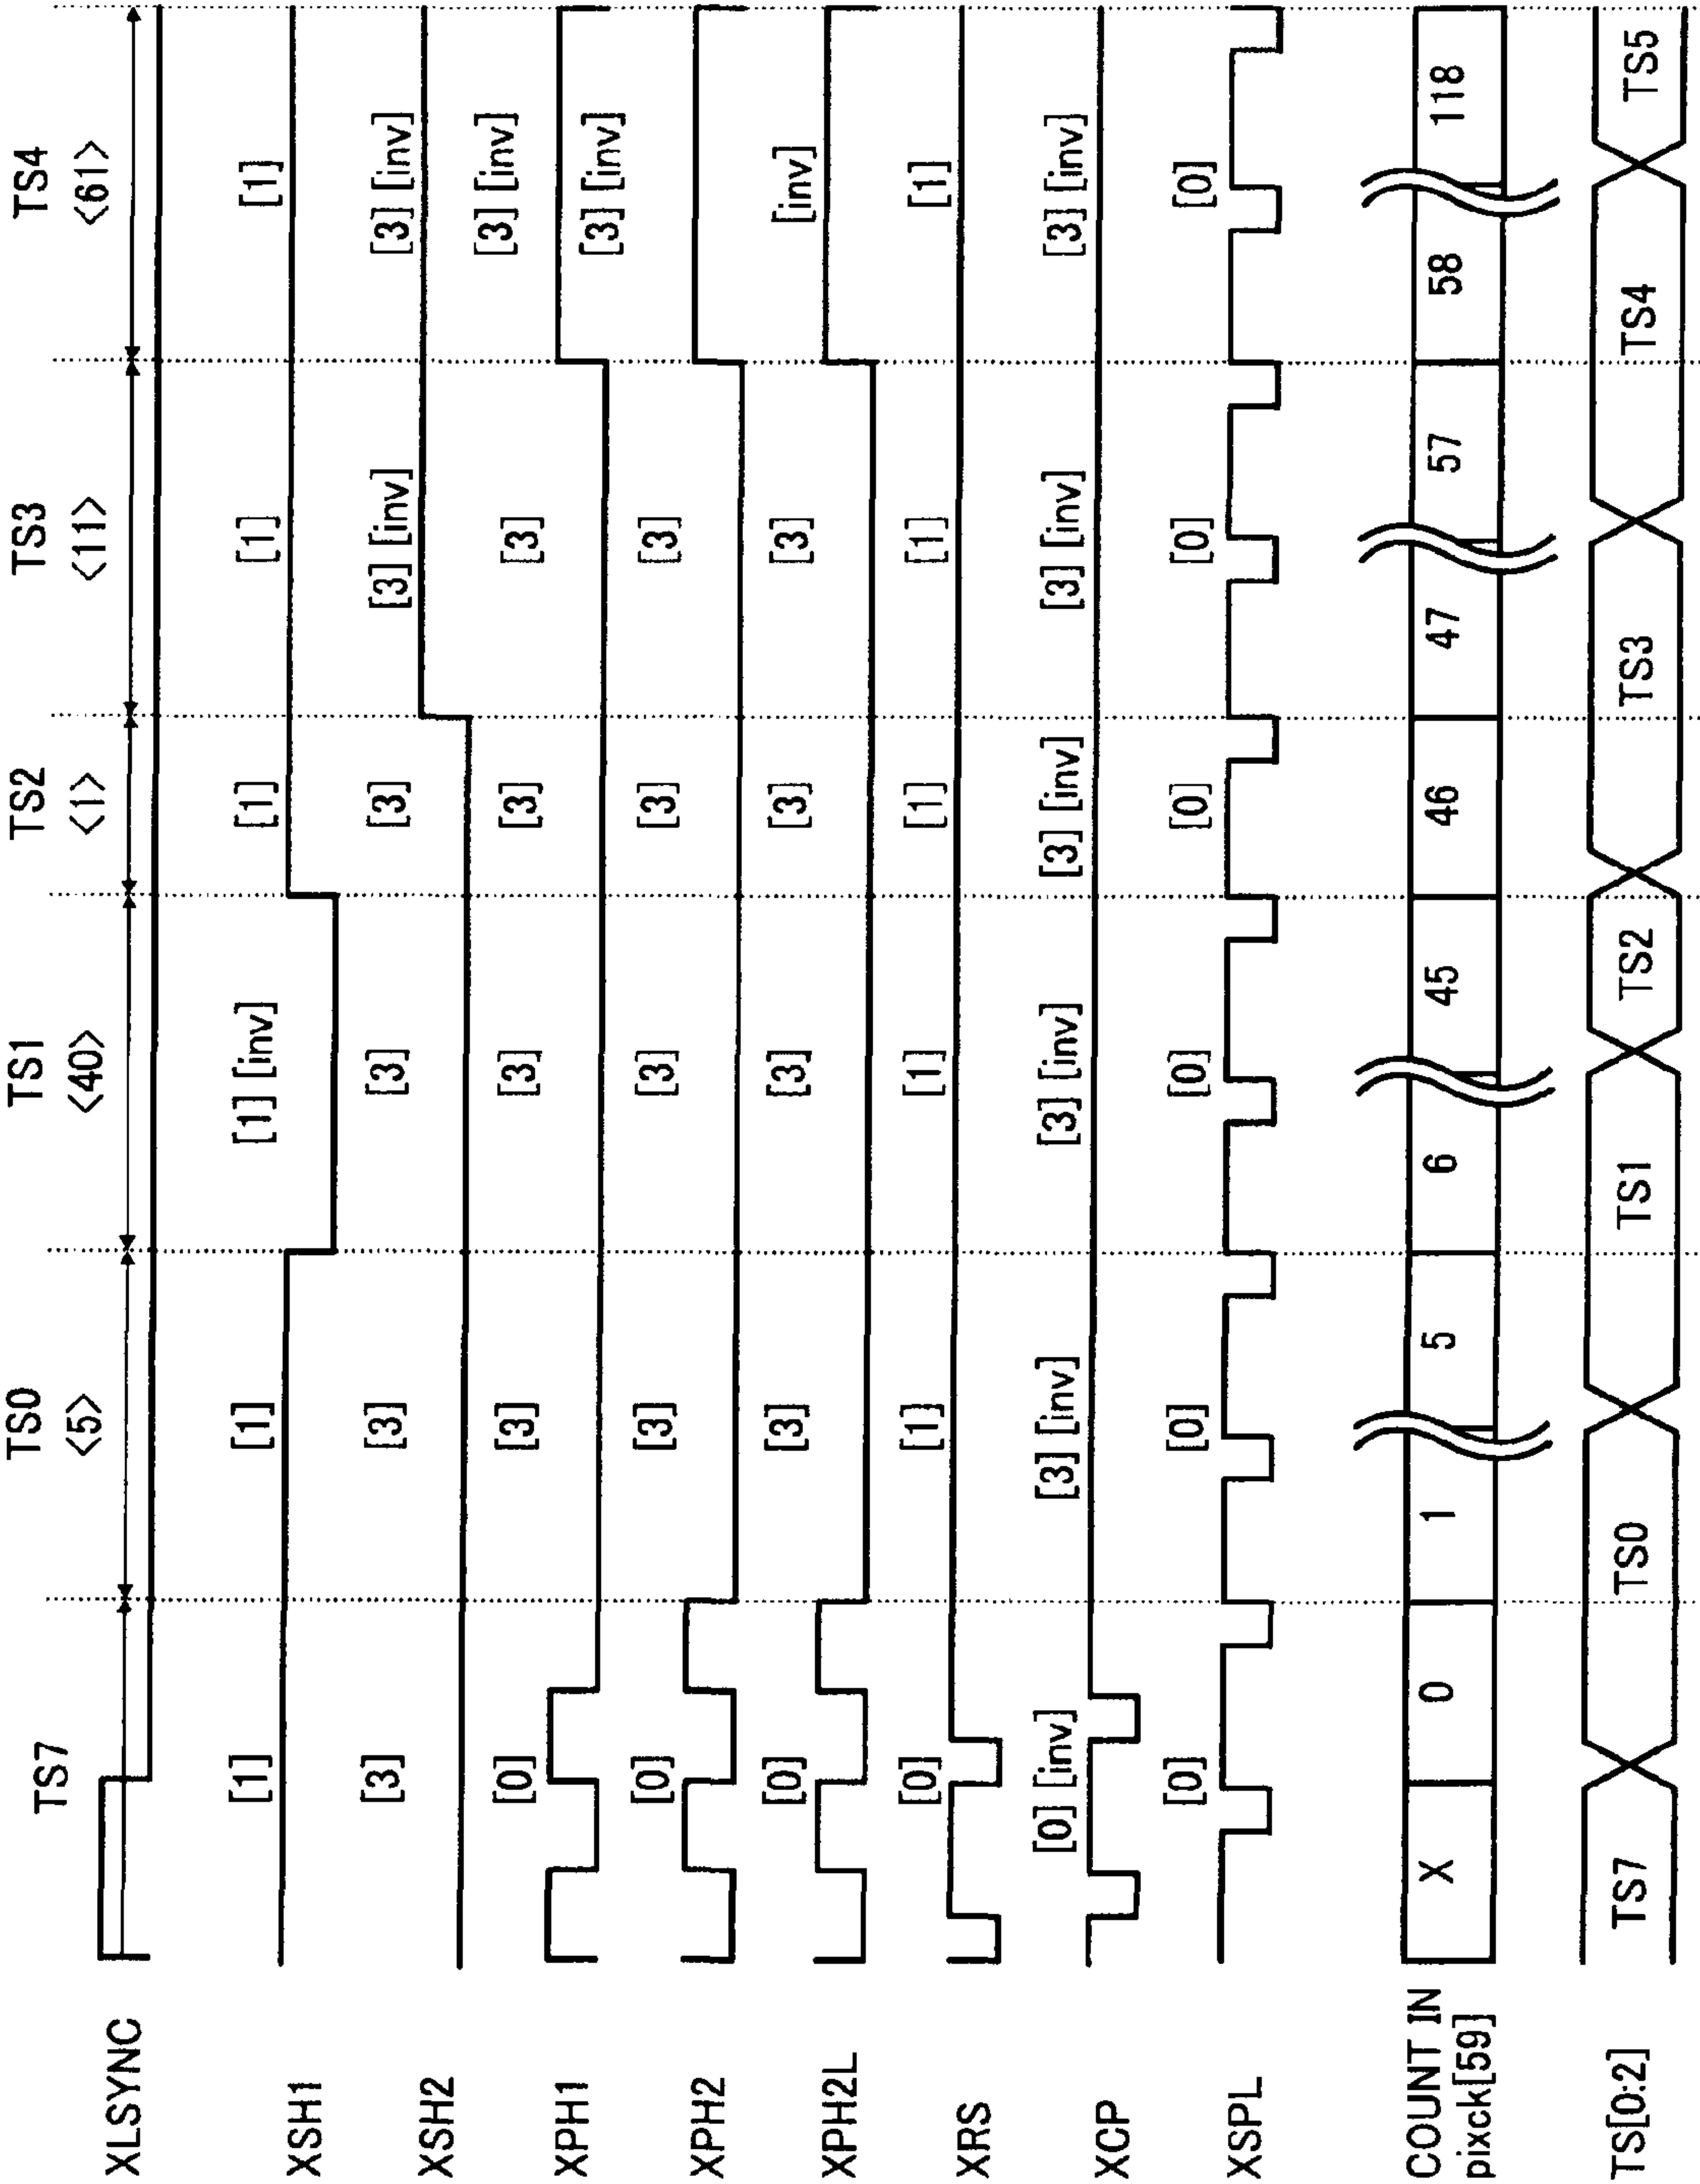 TS7 TS0 TS1 TS2 TS3 TS4
<5> <40> <1> <11> <61>
XLSYNC
XSH1 [1] [1] [1] [inv] [1] [1] [1]
XSH2 [3] [3] [3] [3] [3] [inv] [3] [inv]
XPH1 [0] [3] [3] [3] [3] [3] [inv]
XPH2 [0] [3] [3] [3] [3] [3] [inv]
XPH2L [0] [3] [3] [3] [3] [inv]
XRS [0] [1] [1] [1] [1] [1]
XCP [0] [inv] [3] [inv] [3] [inv] [3] [inv] [3] [inv] [3] [inv]
XSPL [0] [0] [0] [0] [0] [0]
COUNT IN
pixck[59] X 0 1 5 6 45 46 47 57 58 118
TS[0:2] TS7 TS0 TS1 TS2 TS3 TS4 TS5